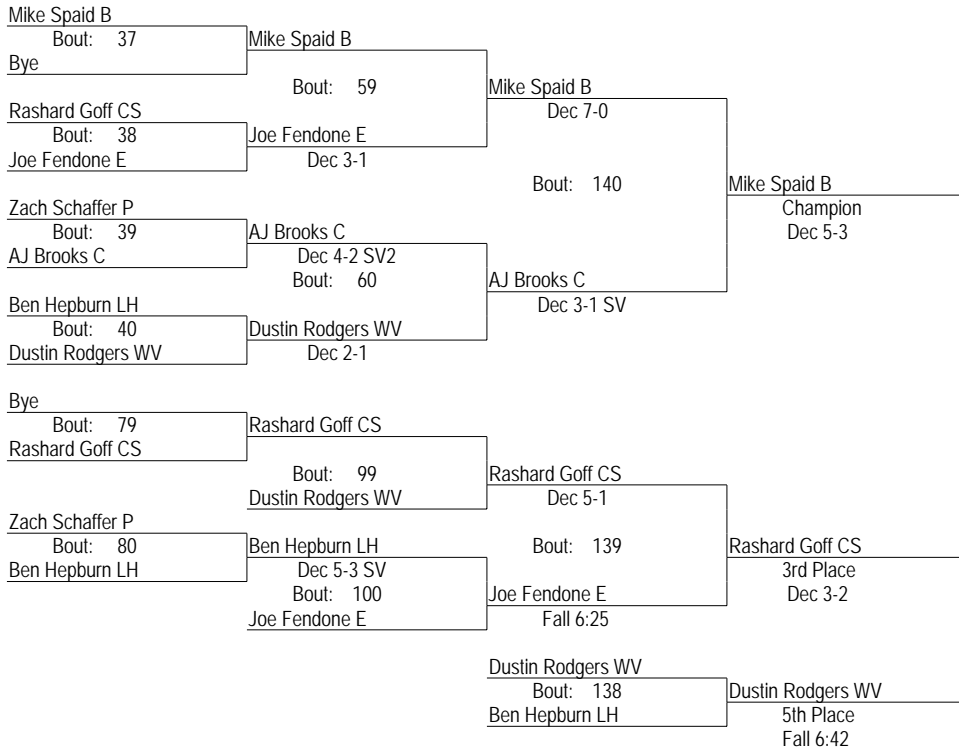 Mike Spaid B
Bout: 37
Mike Spaid B
Bye
Bout: 59
Mike Spaid B
Dec 7-0
Rashard Goff CS
Bout: 38
Joe Fendone E
Joe Fendone E
Dec 3-1
Bout: 140
Mike Spaid B
Champion
Dec 5-3
Zach Schaffer P
Bout: 39
AJ Brooks C
AJ Brooks C
Dec 4-2 SV2
Bout: 60
AJ Brooks C
Dec 3-1 SV
Ben Hepburn LH
Bout: 40
Dustin Rodgers WV
Dustin Rodgers WV
Dec 2-1
Bye
Bout: 79
Rashard Goff CS
Rashard Goff CS
Bout: 99
Rashard Goff CS
Dustin Rodgers WV
Dec 5-1
Zach Schaffer P
Bout: 80
Ben Hepburn LH
Ben Hepburn LH
Dec 5-3 SV
Bout: 139
Rashard Goff CS
3rd Place
Dec 3-2
Bout: 100
Joe Fendone E
Joe Fendone E
Fall 6:25
Dustin Rodgers WV
Bout: 138
Dustin Rodgers WV
Ben Hepburn LH
5th Place
Fall 6:42